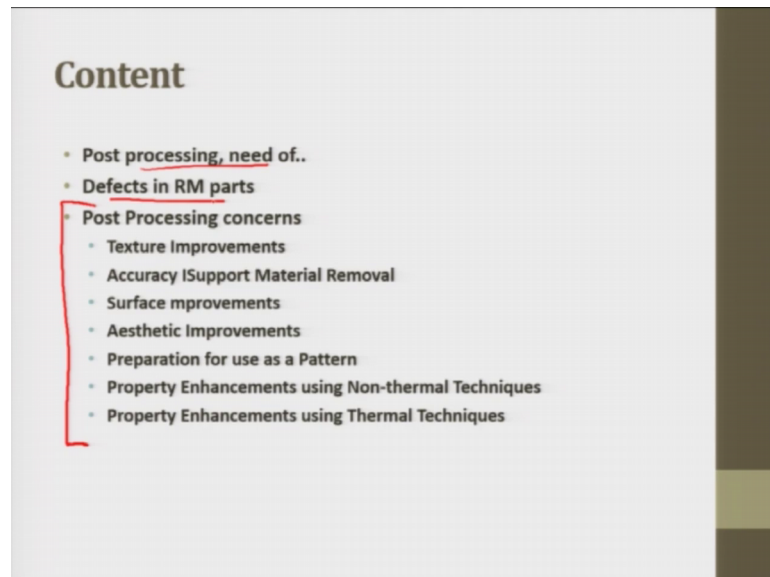 Content
Post processing, need of..
Defects in RM parts
Post Processing concerns
Texture Improvements
Accuracy ISupport Material Removal
Surface mprovements
Aesthetic Improvements
Preparation for use as a Pattern
Property Enhancements using Non-thermal Techniques
Property Enhancements using Thermal Techniques